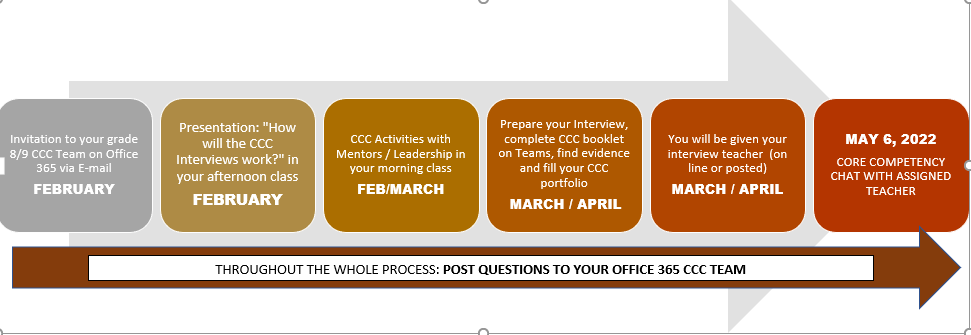 Invitation to your grade
8/9 CCC Team on Office
365 via E-mail
FEBRUARY
Presentation: "How
will the CCC
Interviews work?" in
your afternoon class
FEBRUARY
CCC Activities with
Mentors / Leadership in
your morning class
FEB/MARCH
Prepare your Interview,
complete CCC booklet
on Teams, find evidence
and fill your CCC
portfolio
MARCH / APRIL
You will be given your
interview teacher (on
line or posted)
MARCH / APRIL
MAY 6, 2022
CORE COMPETENCY
CHAT WITH ASSIGNED
TEACHER
THROUGHOUT THE WHOLE PROCESS: POST QUESTIONS TO YOUR OFFICE 365 CCC TEAM